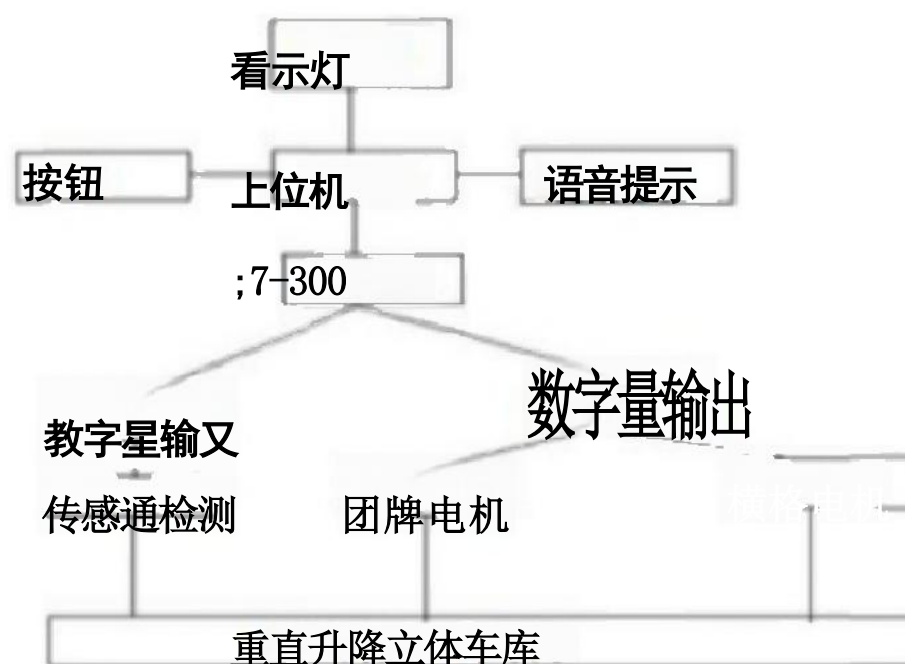 看示灯
按钮
上位机
语音提示
;7-300
数字量输出
教字星输又
传感通检测
团牌电机
重直升降立体车库